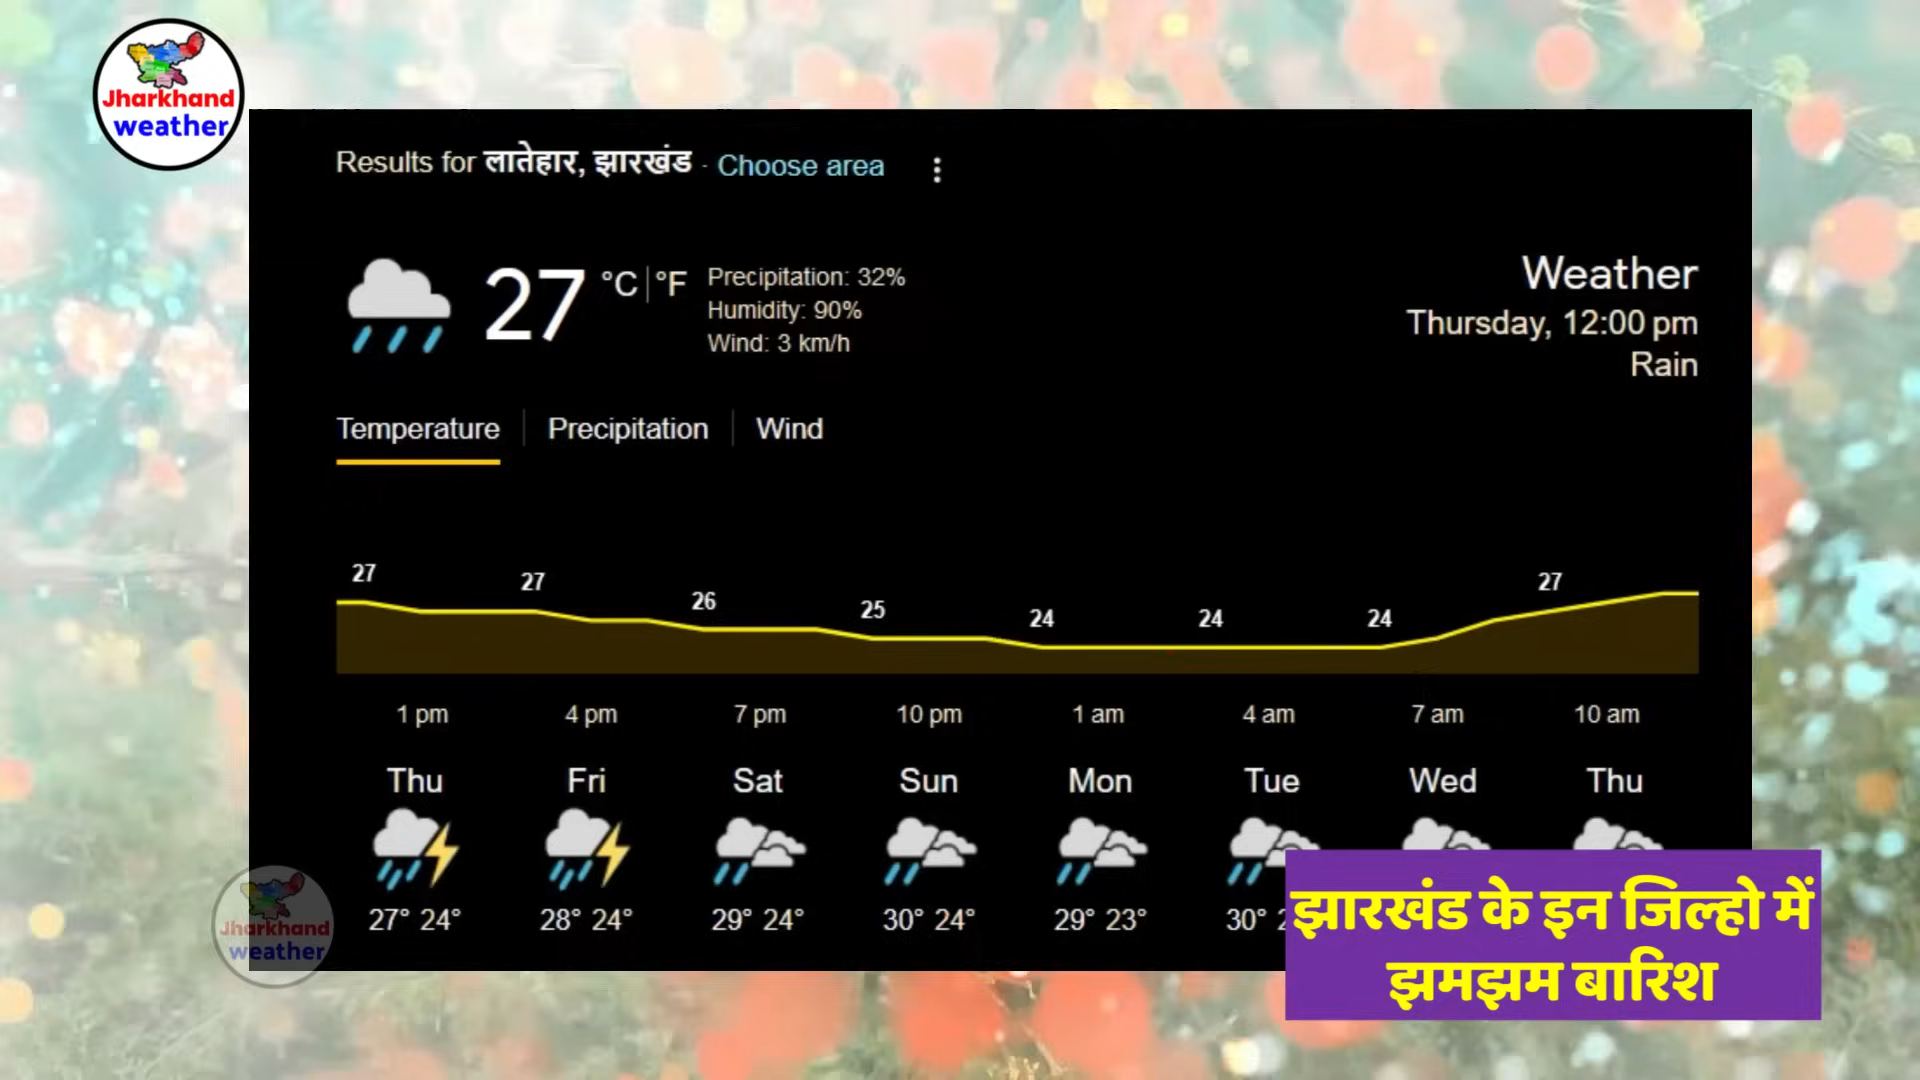 Jharkhand
weather
Results for लातेहार, झारखंड · Choose area
27 °C | °F
Precipitation: 32%
Humidity: 90%
Wind: 3 km/h
Weather
Thursday, 12:00 pm
Rain
Temperature Precipitation Wind
27 27 26 25 24 24 24 27
1 pm 4 pm 7 pm 10 pm 1 am 4 am 7 am 10 am
Thu Fri Sat Sun Mon Tue Wed Thu
27° 24° 28° 24° 29° 24° 30° 24° 29° 23° 30°
Jharkhand
weather
झारखंड के इन जिल्हो में
झमझम बारिश